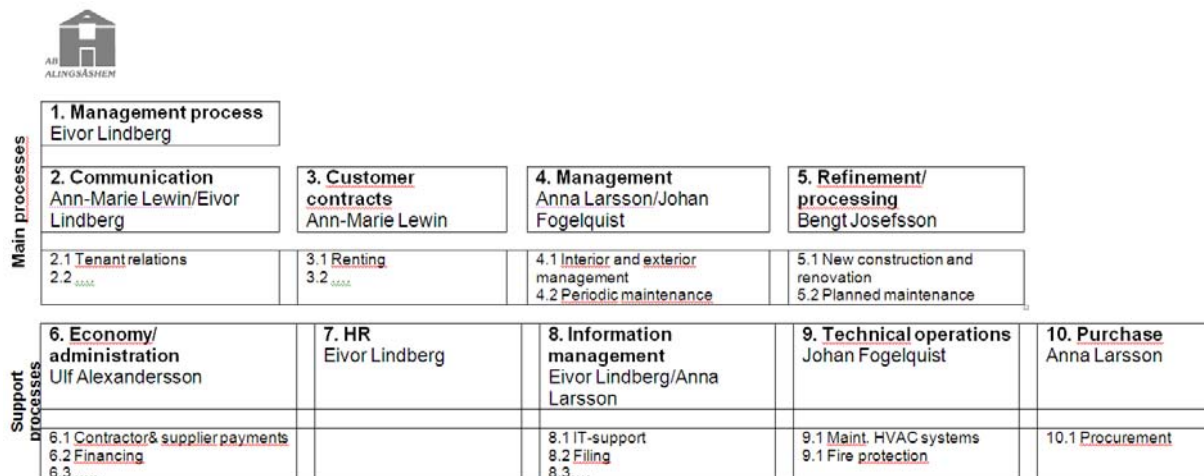 AB
ALINGSÅSHEM
Main processes
1. Management process
Eivor Lindberg
2. Communication
Ann-Marie Lewin/Eivor
Lindberg
3. Customer
contracts
Ann-Marie Lewin
4. Management
Anna Larsson/Johan
Fogelquist
5. Refinement/
processing
Bengt Josefsson
2.1 Tenant relations
2.2 ....
3.1 Renting
3.2 ....
4.1 Interior and exterior
management
4.2 Periodic maintenance
5.1 New construction and
renovation
5.2 Planned maintenance
Support
processes
6. Economy/
administration
Ulf Alexandersson
7. HR
Eivor Lindberg
8. Information
management
Eivor Lindberg/Anna
Larsson
9. Technical operations
Johan Fogelquist
10. Purchase
Anna Larsson
6.1 Contractor& supplier payments
6.2 Financing
6.3 ....
8.1 IT-support
8.2 Filing
8.3 ....
9.1 Maint. HVAC systems
9.1 Fire protection
10.1 Procurement